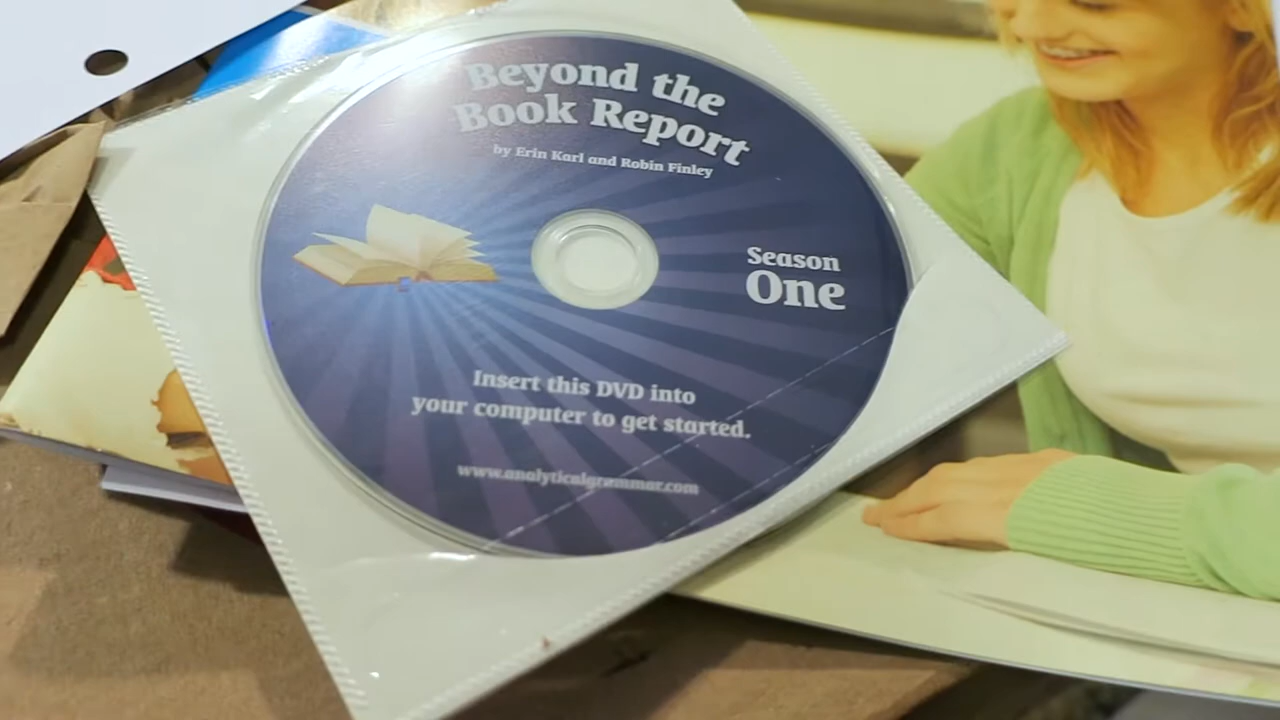 Beyond the
Book Report
by Erin Karl and Robin Finley
Season
One
Insert this DVD into
your computer to get started.
www.analyticalgrammar.com